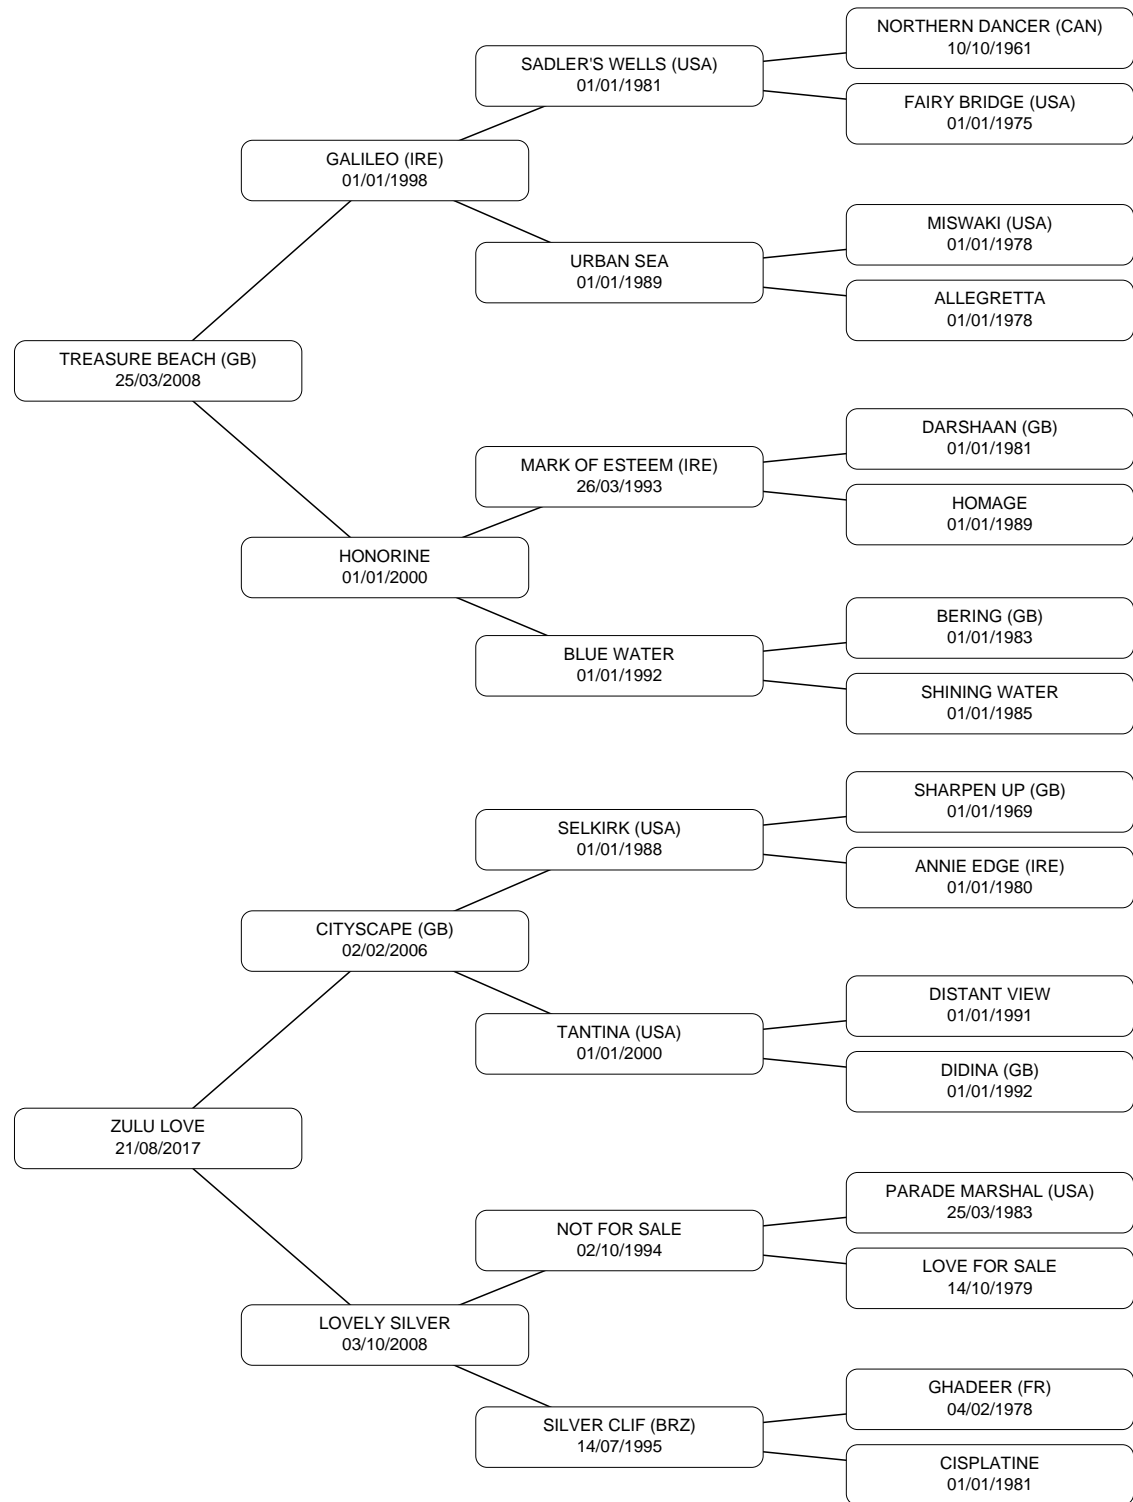 NORTHERN DANCER (CAN)
10/10/1961
SADLER'S WELLS (USA)
01/01/1981
FAIRY BRIDGE (USA)
01/01/1975
GALILEO (IRE)
01/01/1998
MISWAKI (USA)
01/01/1978
URBAN SEA
01/01/1989
ALLEGRETTA
01/01/1978
TREASURE BEACH (GB)
25/03/2008
DARSHAAN (GB)
01/01/1981
MARK OF ESTEEM (IRE)
26/03/1993
HOMAGE
01/01/1989
HONORINE
01/01/2000
BERING (GB)
01/01/1983
BLUE WATER
01/01/1992
SHINING WATER
01/01/1985
SHARPEN UP (GB)
01/01/1969
SELKIRK (USA)
01/01/1988
ANNIE EDGE (IRE)
01/01/1980
CITYSCAPE (GB)
02/02/2006
DISTANT VIEW
01/01/1991
TANTINA (USA)
01/01/2000
DIDINA (GB)
01/01/1992
ZULU LOVE
21/08/2017
PARADE MARSHAL (USA)
25/03/1983
NOT FOR SALE
02/10/1994
LOVE FOR SALE
14/10/1979
LOVELY SILVER
03/10/2008
GHADEER (FR)
04/02/1978
SILVER CLIF (BRZ)
14/07/1995
CISPLATINE
01/01/1981